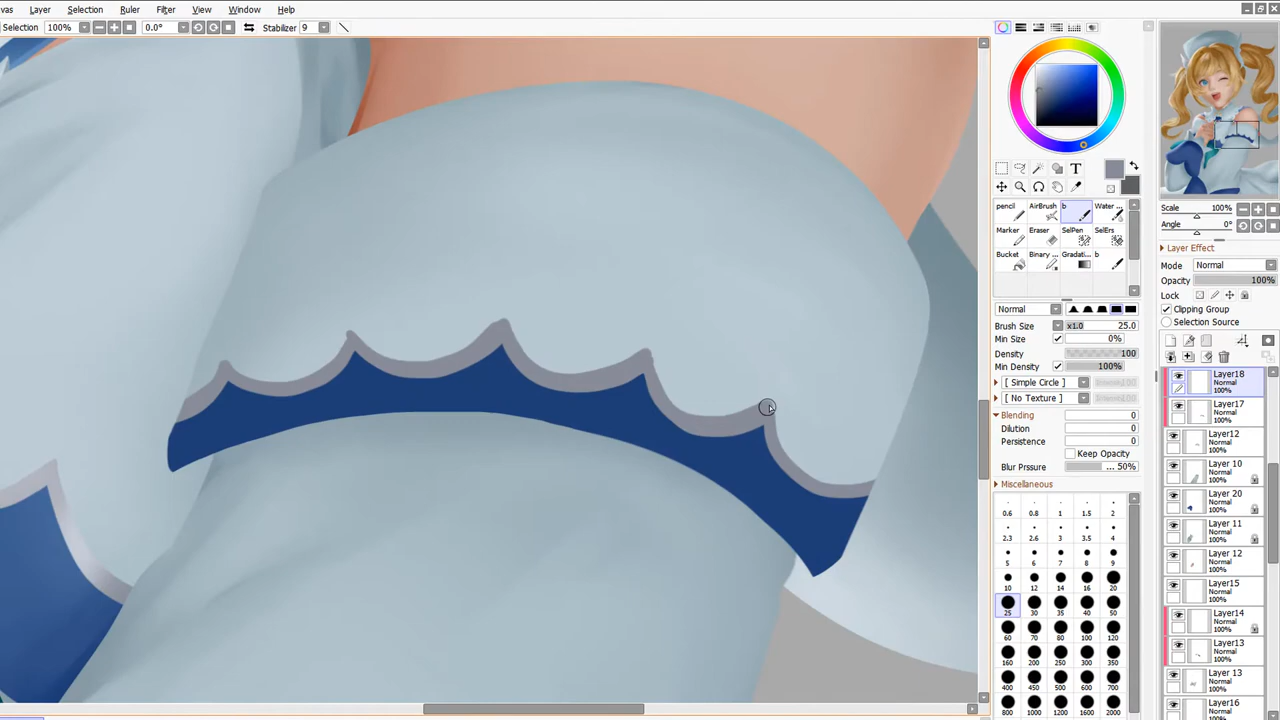 vas Layer Selection Ruler Filter View Window Help
Selection 100% 0.0° Stabilizer 9
T
pencil AirBrush b Water ...
Marker Eraser SelPen SelErs
Bucket Binary ... Gradati... b
Normal
Brush Size x1.0 25.0
Min Size 0%
Density 100
Min Density 100%
[ Simple Circle ]
[ No Texture ]
Blending 0
Dilution 0
Persistence 0
Keep Opacity
Blur Prssure ... 50%
Miscellaneous
0.6 0.8 1 1.5 2
2.3 2.6 3 3.5 4
5 6 7 8 9
10 12 14 16 20
25 30 35 40 50
60 70 80 100 120
160 200 250 300 350
400 450 500 600 700
800 1000 1200 1600 2000
Scale 100%
Angle 0°
Layer Effect
Mode Normal
Opacity 100%
Lock
Clipping Group
Selection Source
Layer18
Normal
100%
Layer17
Normal
100%
Layer12
Normal
100%
Layer 10
Normal
100%
Layer 20
Normal
100%
Layer 11
Normal
100%
Layer 12
Normal
100%
Layer15
Normal
100%
Layer14
Normal
100%
Layer13
Normal
100%
Layer 13
Normal
100%
Layer16
Normal